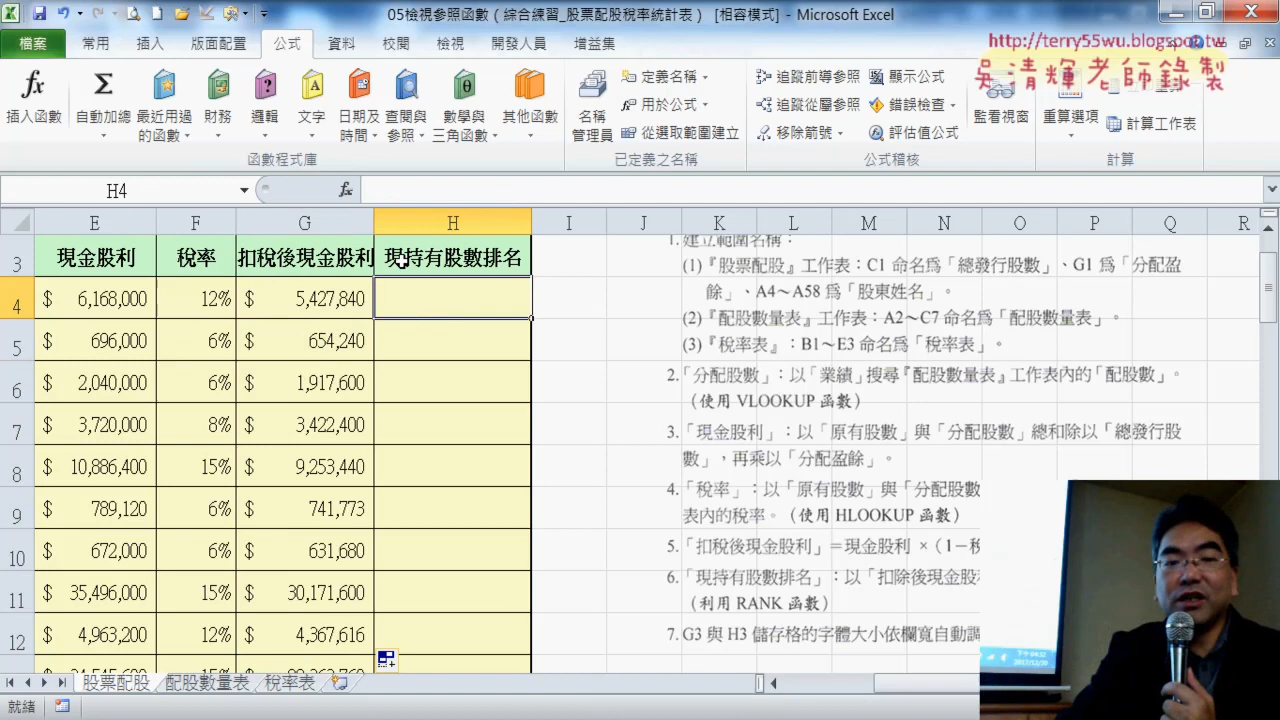 05檢視參照函數（綜合練習_股票配股稅率統計表） [相容模式] - Microsoft Excel
檔案 常用 插入 版面配置 公式 資料 校閱 檢視 開發人員 增益集
http://terry55wu.blogspot.tw
吳清輝老師錄製
插入函數 自動加總 最近用過的函數 財務 邏輯 文字 日期及時間 查閱與參照 數學與三角函數 其他函數
函數程式庫
名稱管理員 定義名稱 用於公式 從選取範圍建立
已定義之名稱
追蹤前導參照 顯示公式
追蹤從屬參照 錯誤檢查
移除箭號 評估值公式
監看視窗
公式稽核
重算選項 計算工作表
計算
H4 fx
E F G H I J K L M N O P Q R
3 現金股利 稅率 扣稅後現金股利 現持有股數排名
4 $ 6,168,000 12% $ 5,427,840
5 $ 696,000 6% $ 654,240
6 $ 2,040,000 6% $ 1,917,600
7 $ 3,720,000 8% $ 3,422,400
8 $ 10,886,400 15% $ 9,253,440
9 $ 789,120 6% $ 741,773
10 $ 672,000 6% $ 631,680
11 $ 35,496,000 15% $ 30,171,600
12 $ 4,963,200 12% $ 4,367,616
1.建立範圍名稱：
(1)『股票配股』工作表：C1 命名為「總發行股數」、G1 為「分配盈
餘」、A4～A58 為「股東姓名」。
(2)『配股數量表』工作表：A2～C7 命名為「配股數量表」。
(3)『稅率表』：B1～E3 命名為「稅率表」。
2.「分配股數」：以「業績」搜尋『配股數量表』工作表內的「配股數」。
（使用 VLOOKUP 函數）
3.「現金股利」：以「原有股數」與「分配股數」總和除以「總發行股
數」，再乘以「分配盈餘」。
4.「稅率」：以「原有股數」與「分配股數
表內的稅率。（使用 HLOOKUP 函數）
5.「扣稅後現金股利」＝現金股利 ×（1－稅
6.「現持有股數排名」：以「扣除後現金股利
（利用 RANK 函數）
7. G3 與 H3 儲存格的字體大小依欄寬自動調
股票配股 配股數量表 稅率表
就緒